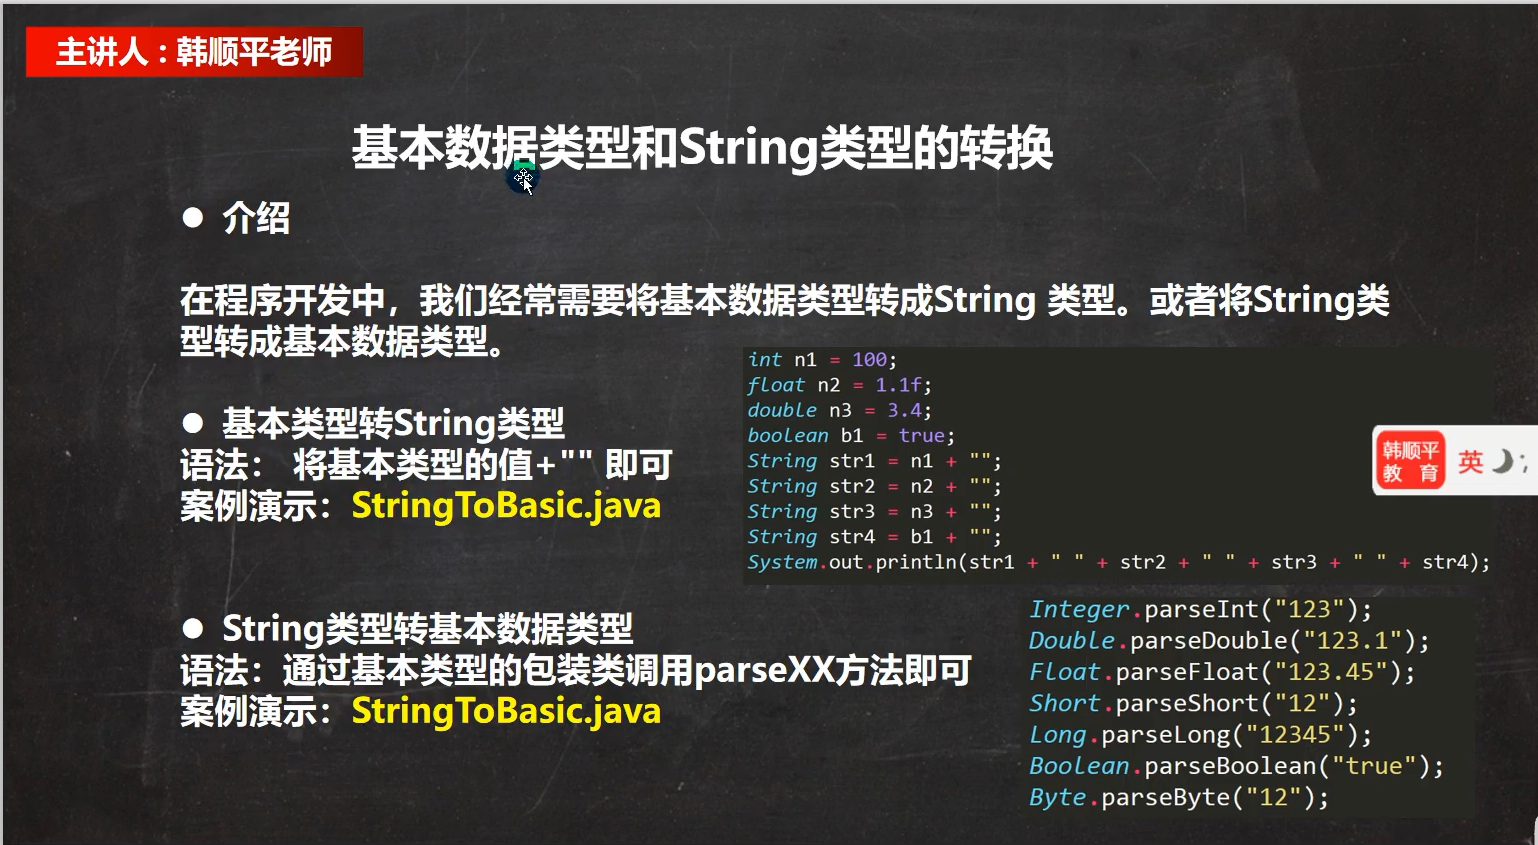 主讲人：韩顺平老师
基本数据类型和String类型的转换
● 介绍
在程序开发中，我们经常需要将基本数据类型转成String 类型。或者将String类
型转成基本数据类型。
● 基本类型转String类型
语法： 将基本类型的值+"" 即可
案例演示：StringToBasic.java
int n1 = 100;
float n2 = 1.1f;
double n3 = 3.4;
boolean b1 = true;
String str1 = n1 + "";
String str2 = n2 + "";
String str3 = n3 + "";
String str4 = b1 + "";
System.out.println(str1 + " " + str2 + " " + str3 + " " + str4);
韩顺平
教 育
英 ;
● String类型转基本数据类型
语法：通过基本类型的包装类调用parseXX方法即可
案例演示：StringToBasic.java
Integer.parseInt("123");
Double.parseDouble("123.1");
Float.parseFloat("123.45");
Short.parseShort("12");
Long.parseLong("12345");
Boolean.parseBoolean("true");
Byte.parseByte("12");